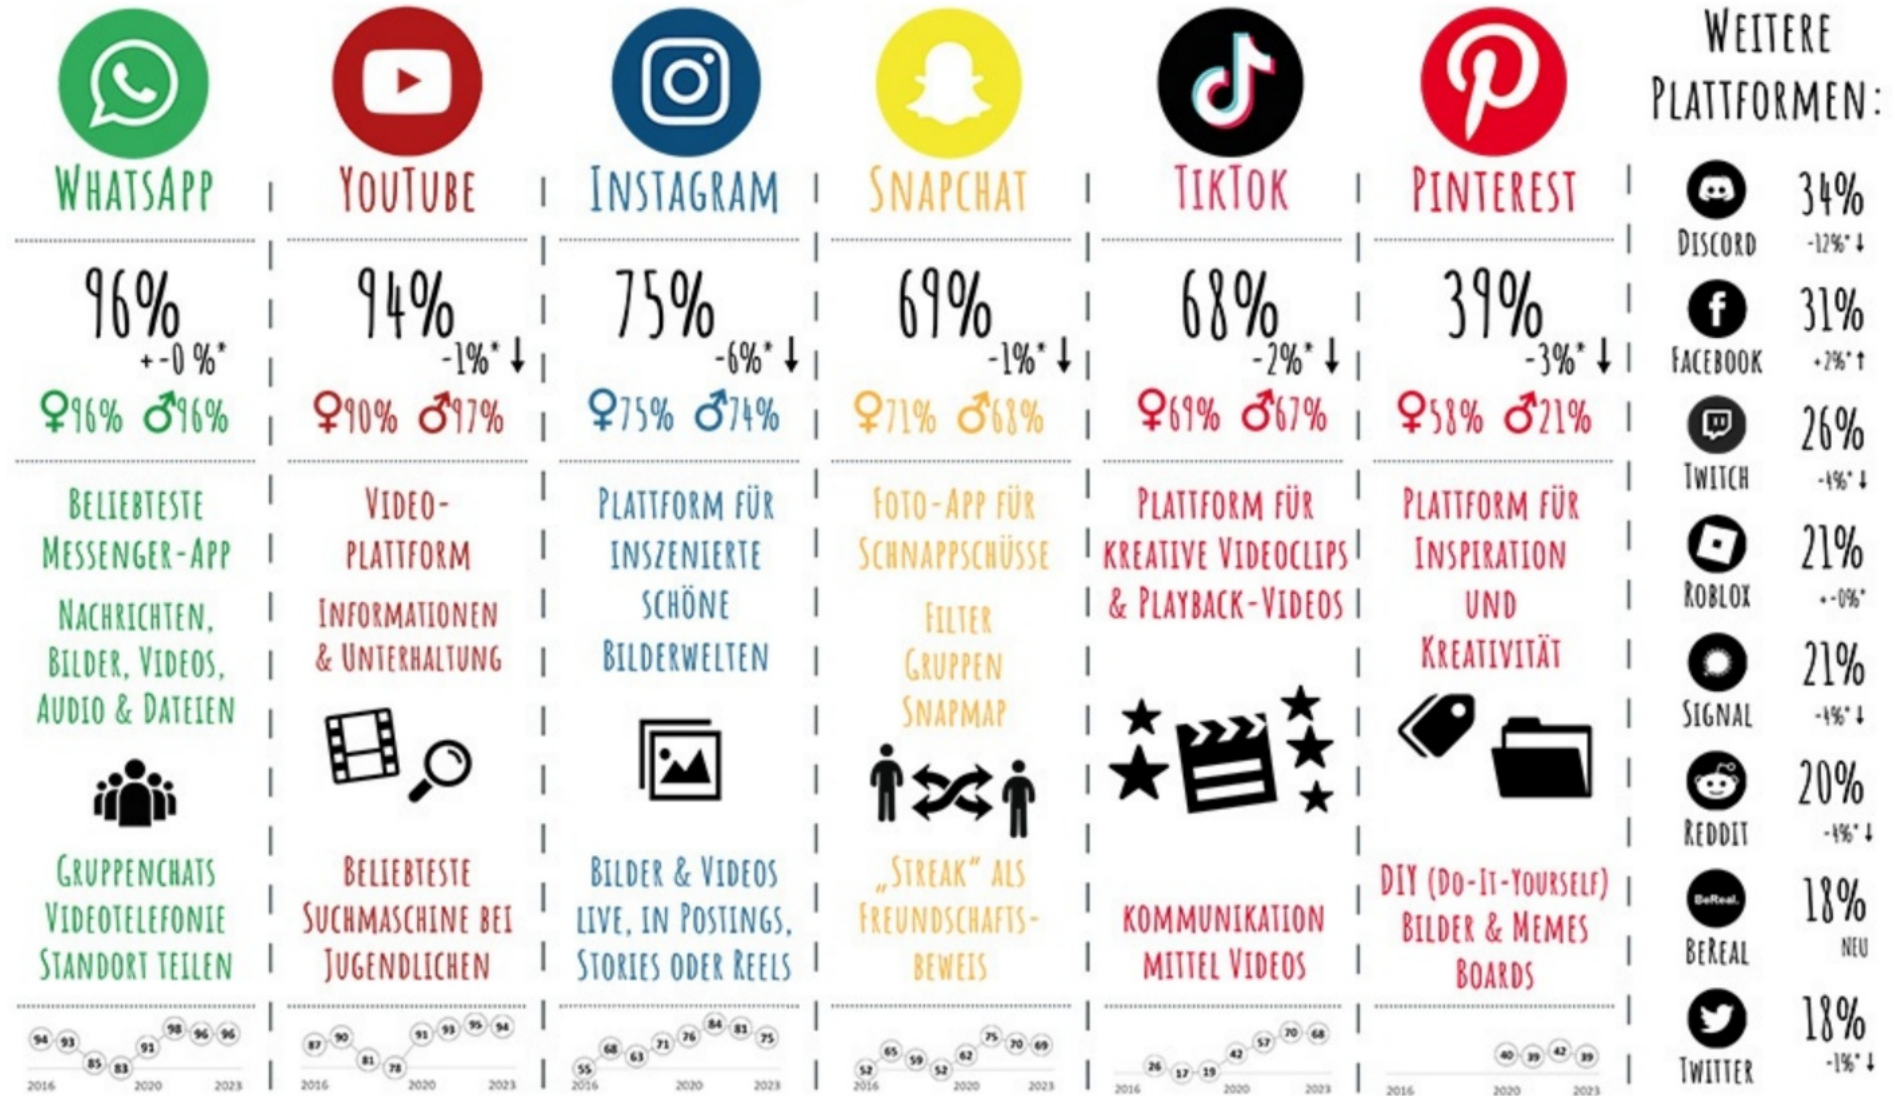 WHATSAPP
96%
+-0 %*
♀96% ♂96%
BELIEBTESTE
MESSENGER-APP
NACHRICHTEN,
BILDER, VIDEOS,
AUDIO & DATEIEN
GRUPPENCHATS
VIDEOTELEFONIE
STANDORT TEILEN
94 93 85 83 91 98 96 96
2016 2020 2023
YOUTUBE
94%
-1%* ↓
♀90% ♂97%
VIDEO-
PLATTFORM
INFORMATIONEN
& UNTERHALTUNG
BELIEBTESTE
SUCHMASCHINE BEI
JUGENDLICHEN
87 90 81 78 91 93 95 94
2016 2020 2023
INSTAGRAM
75%
-6%* ↓
♀75% ♂74%
PLATTFORM FÜR
INSZENIERTE
SCHÖNE
BILDERWELTEN
BILDER & VIDEOS
LIVE, IN POSTINGS,
STORIES ODER REELS
55 68 63 71 76 84 81 75
2016 2020 2023
SNAPCHAT
69%
-1%* ↓
♀71% ♂68%
FOTO-APP FÜR
SCHNAPPSCHÜSSE
FILTER
GRUPPEN
SNAPMAP
„STREAK“ ALS
FREUNDSCHAFTS-
BEWEIS
52 65 59 52 62 75 70 69
2016 2020 2023
TIKTOK
68%
-2%* ↓
♀69% ♂67%
PLATTFORM FÜR
KREATIVE VIDEOCLIPS
& PLAYBACK-VIDEOS
KOMMUNIKATION
MITTEL VIDEOS
26 17 19 42 57 70 68
2016 2020 2023
PINTEREST
39%
-3%* ↓
♀58% ♂21%
PLATTFORM FÜR
INSPIRATION
UND
KREATIVITÄT
DIY (DO-IT-YOURSELF)
BILDER & MEMES
BOARDS
40 39 42 39
2016 2020 2023
WEITERE
PLATTFORMEN:
34%
DISCORD -12%* ↓
31%
FACEBOOK +2%* ↑
26%
TWITCH -4%* ↓
21%
ROBLOX +-0%*
21%
SIGNAL -4%* ↓
20%
REDDIT -4%* ↓
BeReal. 18%
BEREAL NEU
18%
TWITTER -1%* ↓